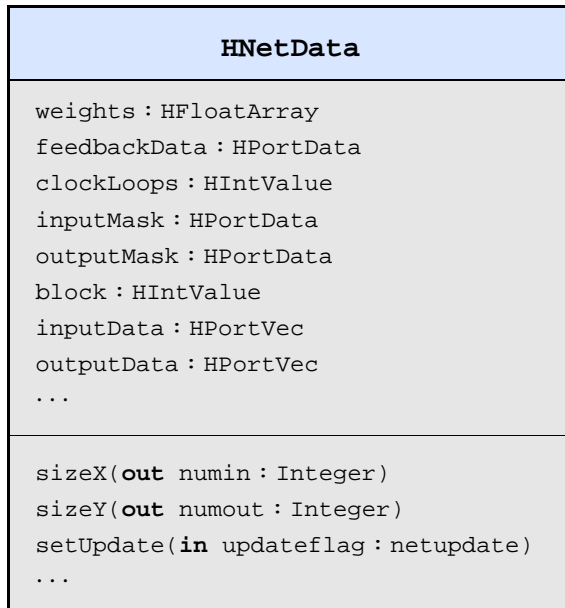 HNetData
weights : HFloatArray
feedbackData : HPortData
clockLoops : HIntValue
inputMask : HPortData
outputMask : HPortData
block : HIntValue
inputData : HPortVec
outputData : HPortVec
...
sizeX(out numin : Integer)
sizeY(out numout : Integer)
setUpdate(in updateflag : netupdate)
...